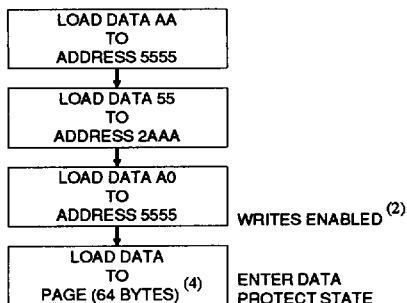 LOAD DATA AA
TO
ADDRESS 5555
LOAD DATA 55
TO
ADDRESS 2AAA
LOAD DATA A0
TO
ADDRESS 5555
WRITES ENABLED (2)
LOAD DATA
TO
PAGE (64 BYTES) (4)
ENTER DATA
PROTECT STATE